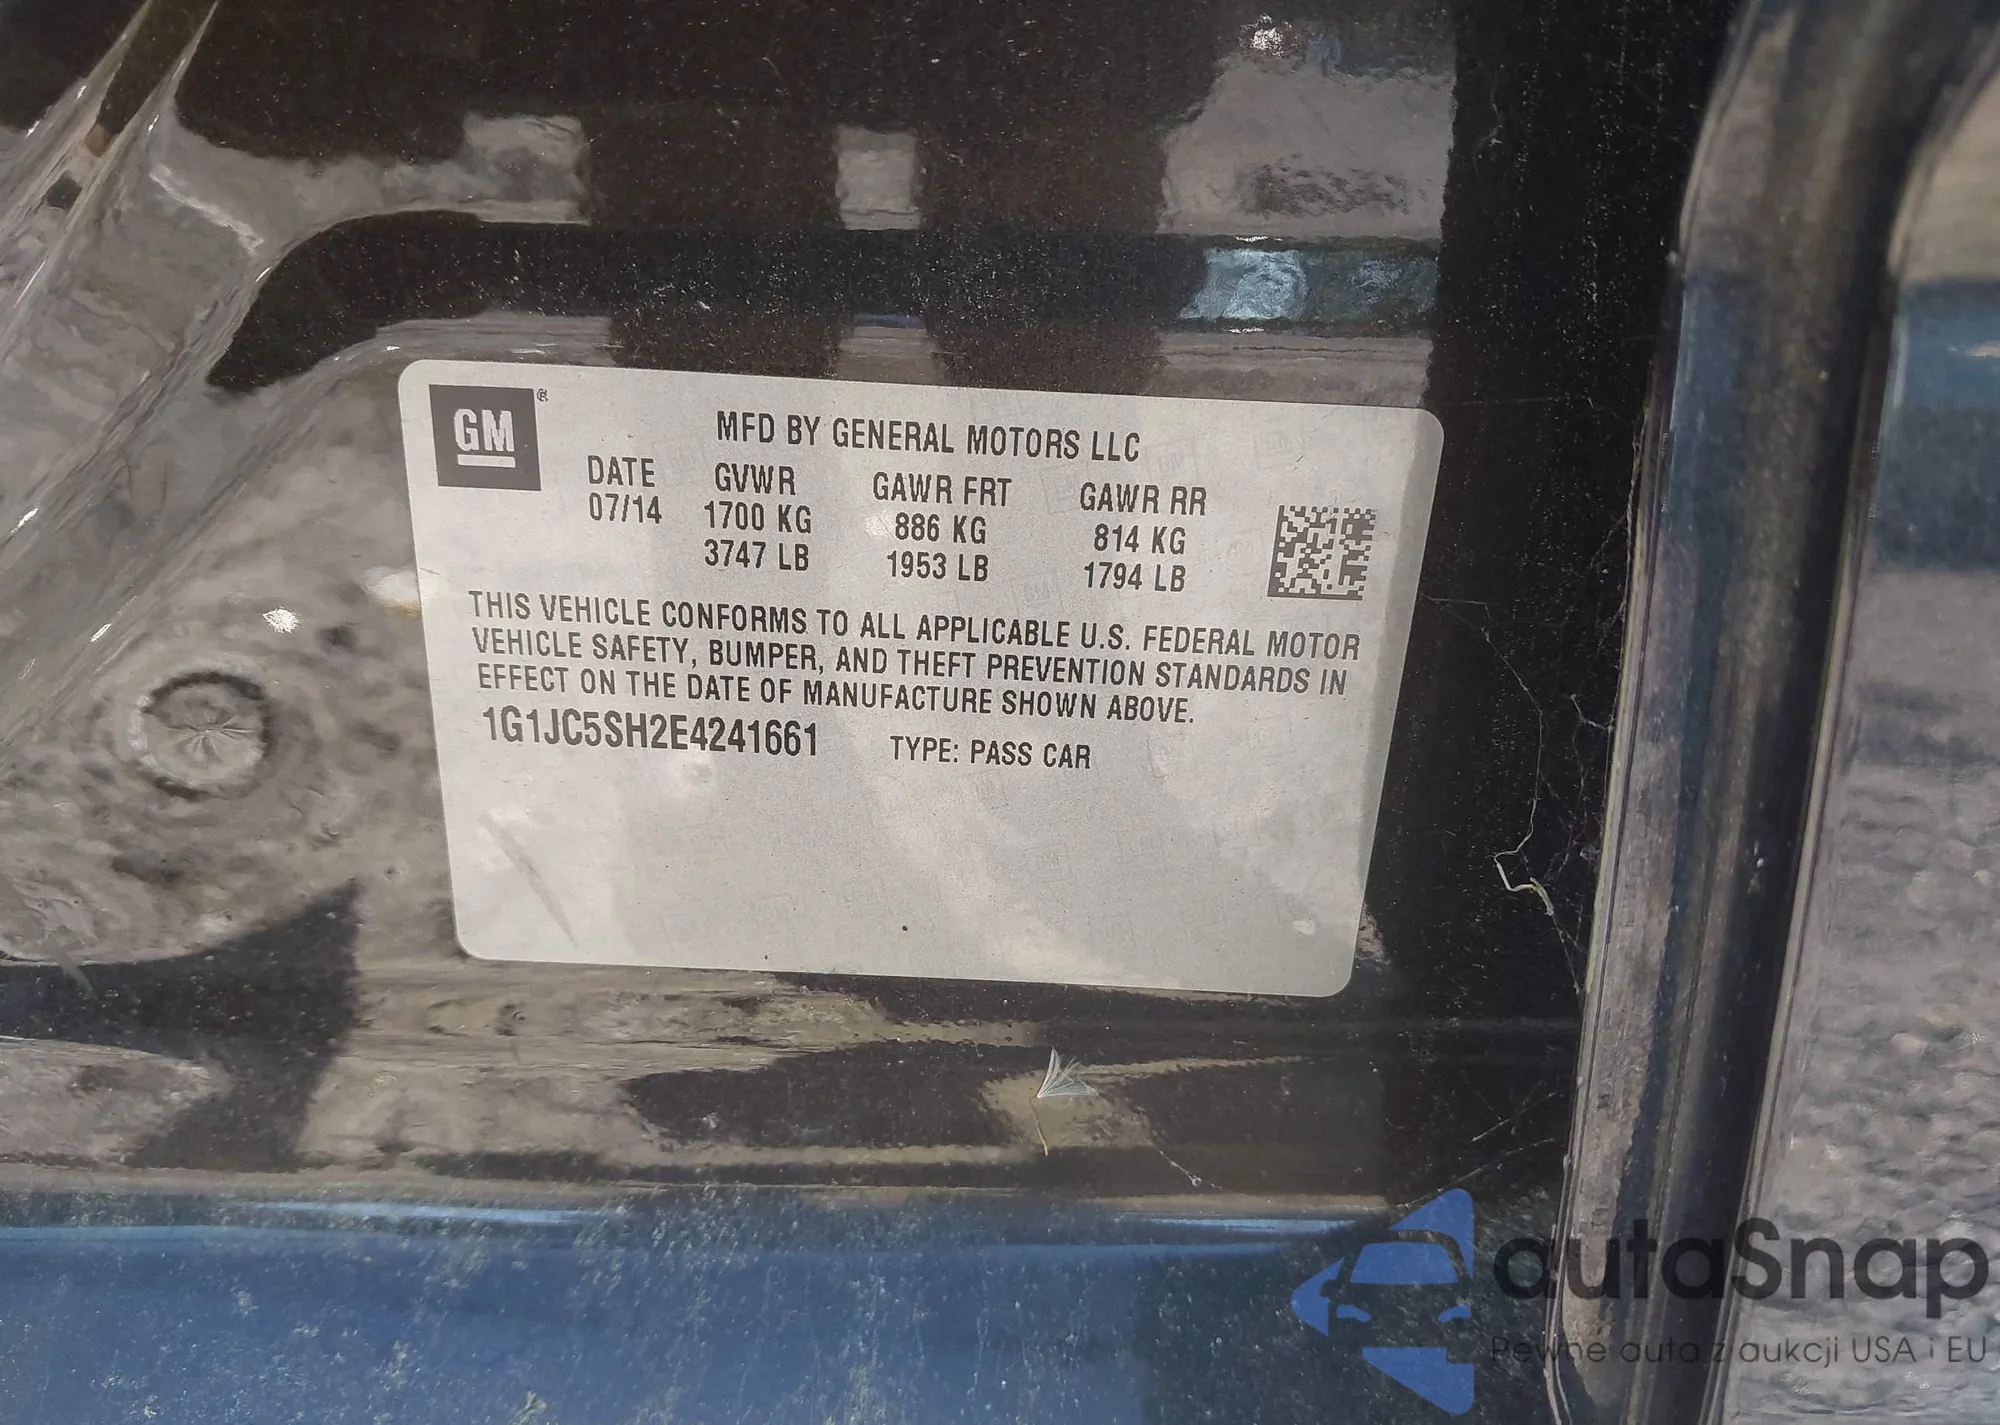 GM®
MFD BY GENERAL MOTORS LLC
DATE GVWR GAWR FRT GAWR RR
07/14 1700 KG 886 KG 814 KG
3747 LB 1953 LB 1794 LB
THIS VEHICLE CONFORMS TO ALL APPLICABLE U.S. FEDERAL MOTOR
VEHICLE SAFETY, BUMPER, AND THEFT PREVENTION STANDARDS IN
EFFECT ON THE DATE OF MANUFACTURE SHOWN ABOVE.
1G1JC5SH2E4241661 TYPE: PASS CAR
autaSnap
Pewne auta z aukcji USA i EU